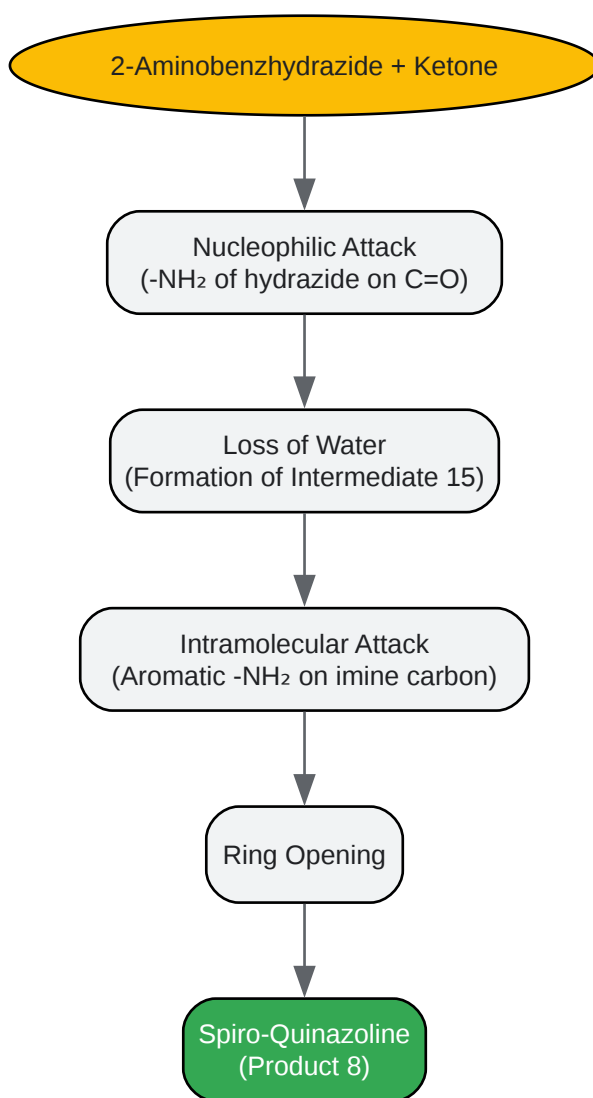 2-Aminobenzhydrazide + Ketone
Nucleophilic Attack
(-NH₂ of hydrazide on C=O)
Loss of Water
(Formation of Intermediate 15)
Intramolecular Attack
(Aromatic -NH₂ on imine carbon)
Ring Opening
Spiro-Quinazoline
(Product 8)